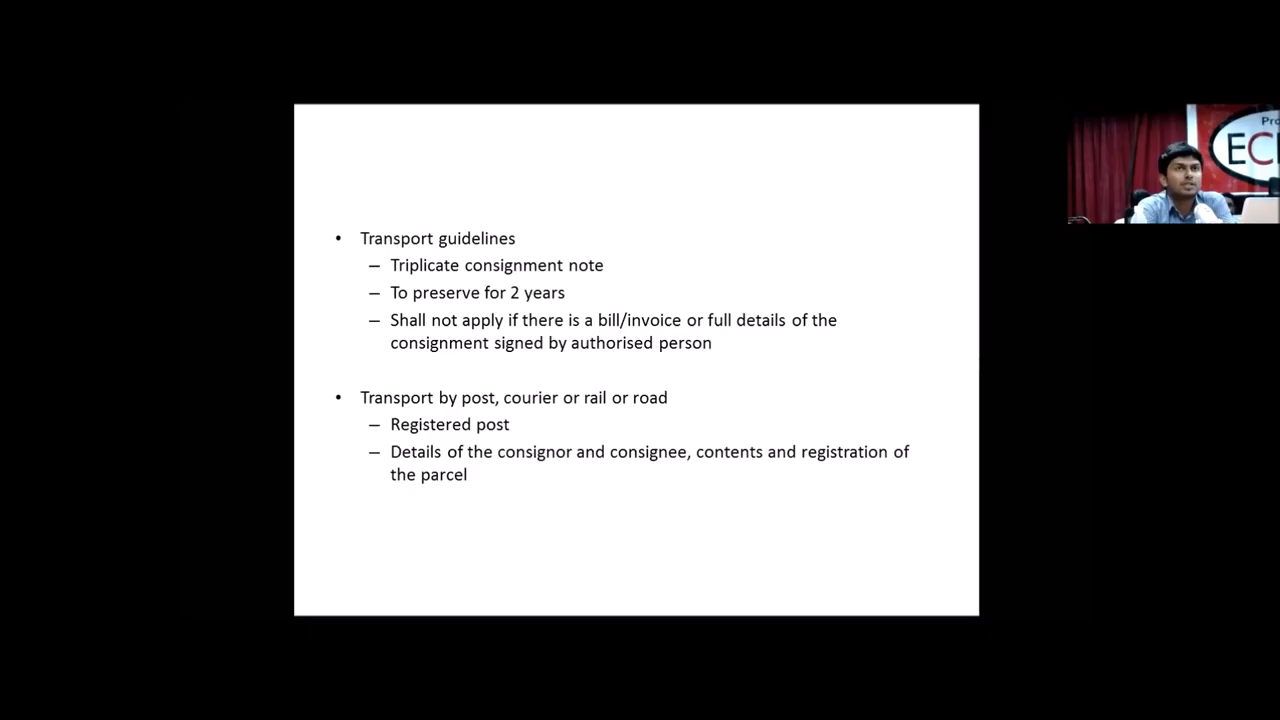 • Transport guidelines
– Triplicate consignment note
– To preserve for 2 years
– Shall not apply if there is a bill/invoice or full details of the
consignment signed by authorised person
• Transport by post, courier or rail or road
– Registered post
– Details of the consignor and consignee, contents and registration of
the parcel